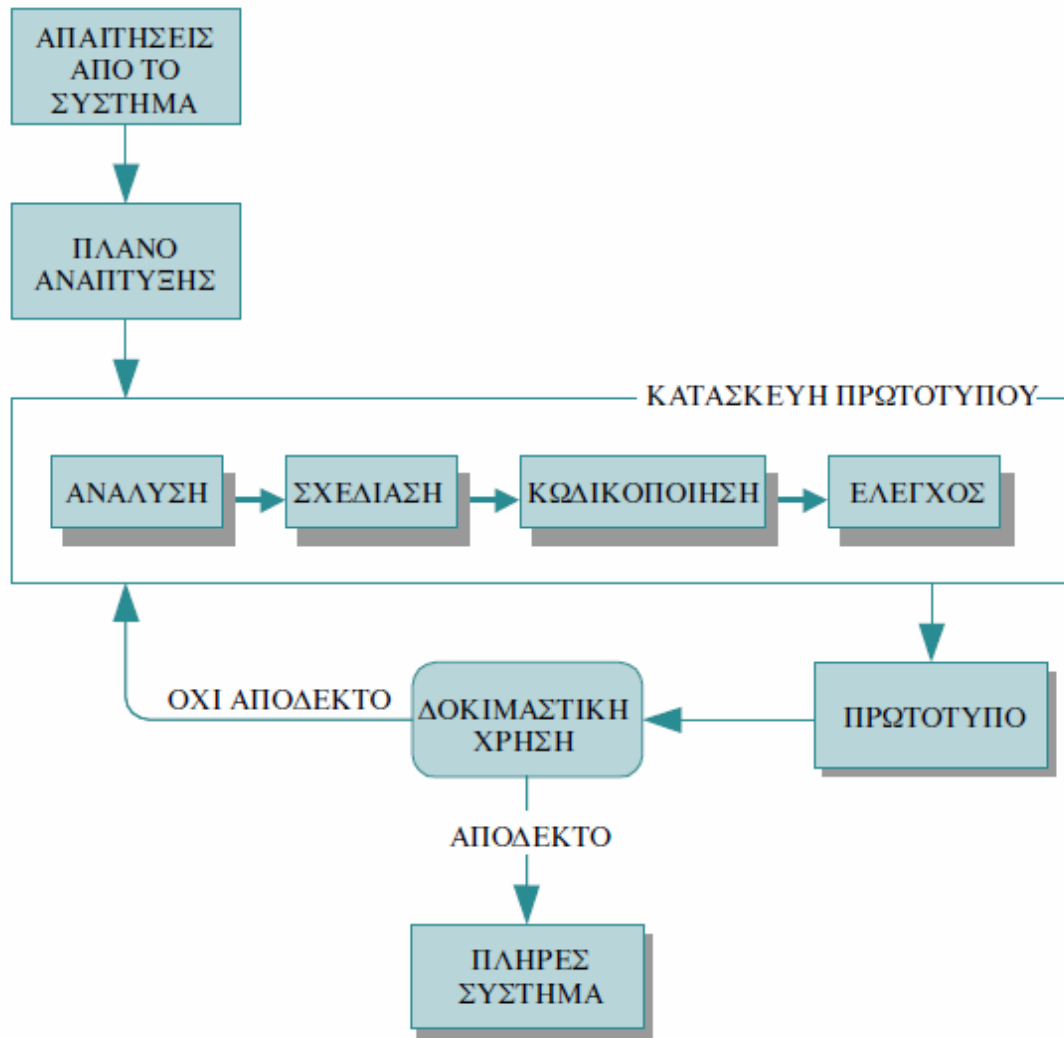 ΑΠΑΙΤΗΣΕΙΣ
ΑΠΟ ΤΟ
ΣΥΣΤΗΜΑ
ΠΛΑΝΟ
ΑΝΑΠΤΥΞΗΣ
ΚΑΤΑΣΚΕΥΗ ΠΡΩΤΟΤΥΠΟΥ
ΑΝΑΛΥΣΗ
ΣΧΕΔΙΑΣΗ
ΚΩΔΙΚΟΠΟΙΗΣΗ
ΕΛΕΓΧΟΣ
ΟΧΙ ΑΠΟΔΕΚΤΟ
ΔΟΚΙΜΑΣΤΙΚΗ
ΧΡΗΣΗ
ΠΡΩΤΟΤΥΠΟ
ΑΠΟΔΕΚΤΟ
ΠΛΗΡΕΣ
ΣΥΣΤΗΜΑ